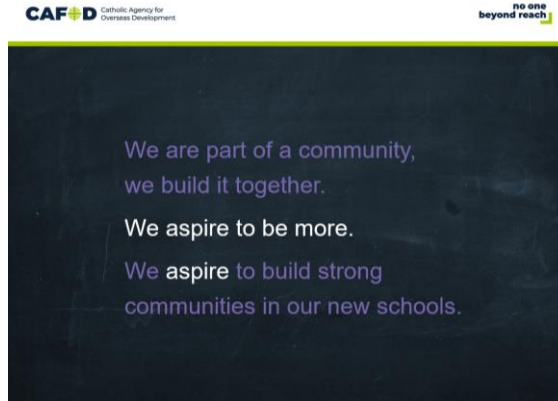 CAFOD Catholic Agency for
Overseas Development
no one
beyond reach
We are part of a community,
we build it together.
We aspire to be more.
We aspire to build strong
communities in our new schools.